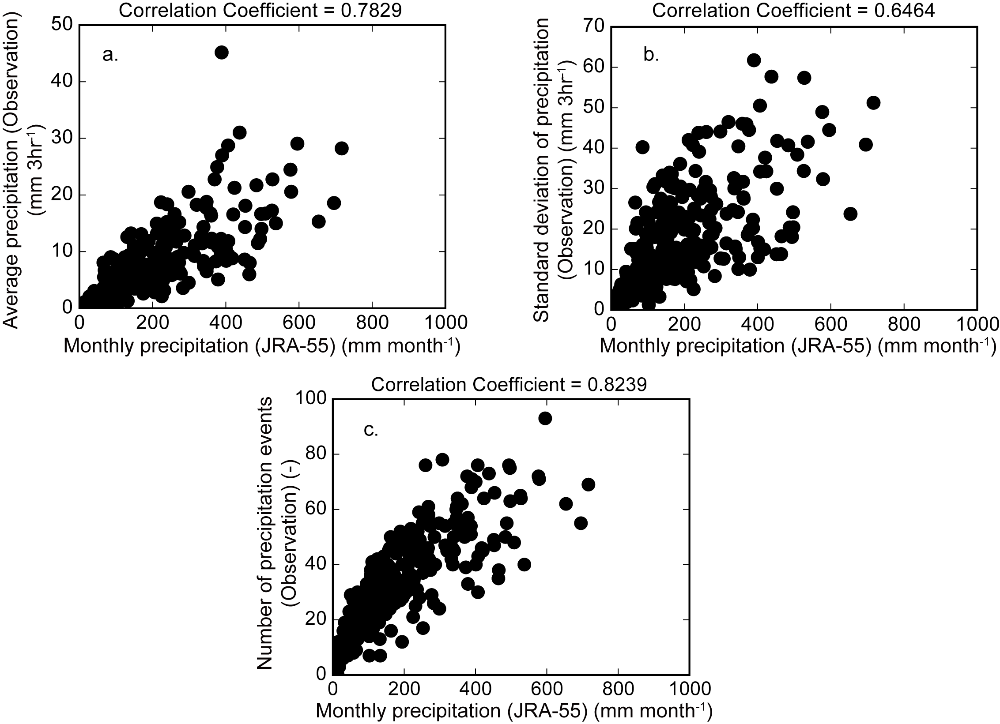 Correlation Coefficient = 0.7829
a.
50
40
30
20
10
0
0 200 400 600 800 1000
Average precipitation (Observation)
(mm 3hr-1)
Monthly precipitation (JRA-55) (mm month-1)
Correlation Coefficient = 0.6464
b.
70
60
50
40
30
20
10
0
0 200 400 600 800 1000
Standard deviation of precipitation
(Observation) (mm 3hr-1)
Monthly precipitation (JRA-55) (mm month-1)
Correlation Coefficient = 0.8239
c.
100
80
60
40
20
0
0 200 400 600 800 1000
Number of precipitation events
(Observation) (-)
Monthly precipitation (JRA-55) (mm month-1)